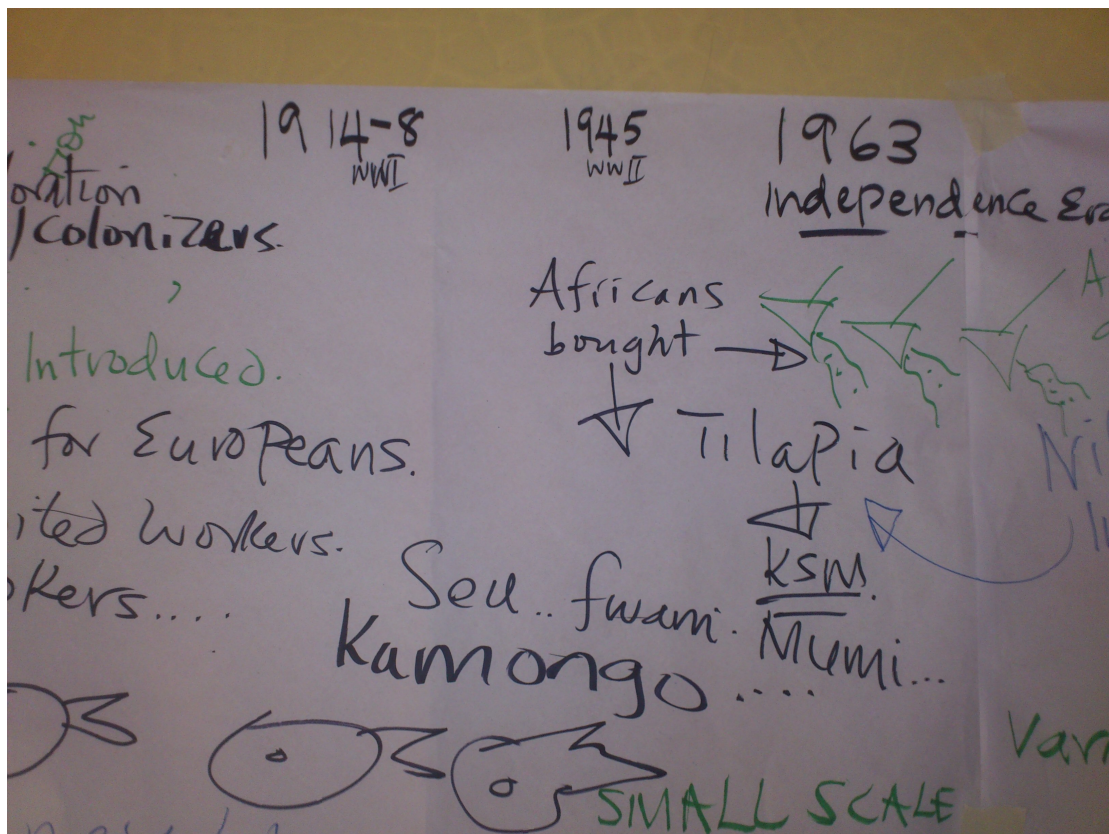 1914-8
WWI
1945
WWII
1963
Independence Era
oration
/Colonizers.
Africans
bought
Introduced.
for Europeans.
Tilapia
ited workers.
kers.....
KSM.
Seu.. fwani. Mumi...
Kamongo.....
SMALL SCALE